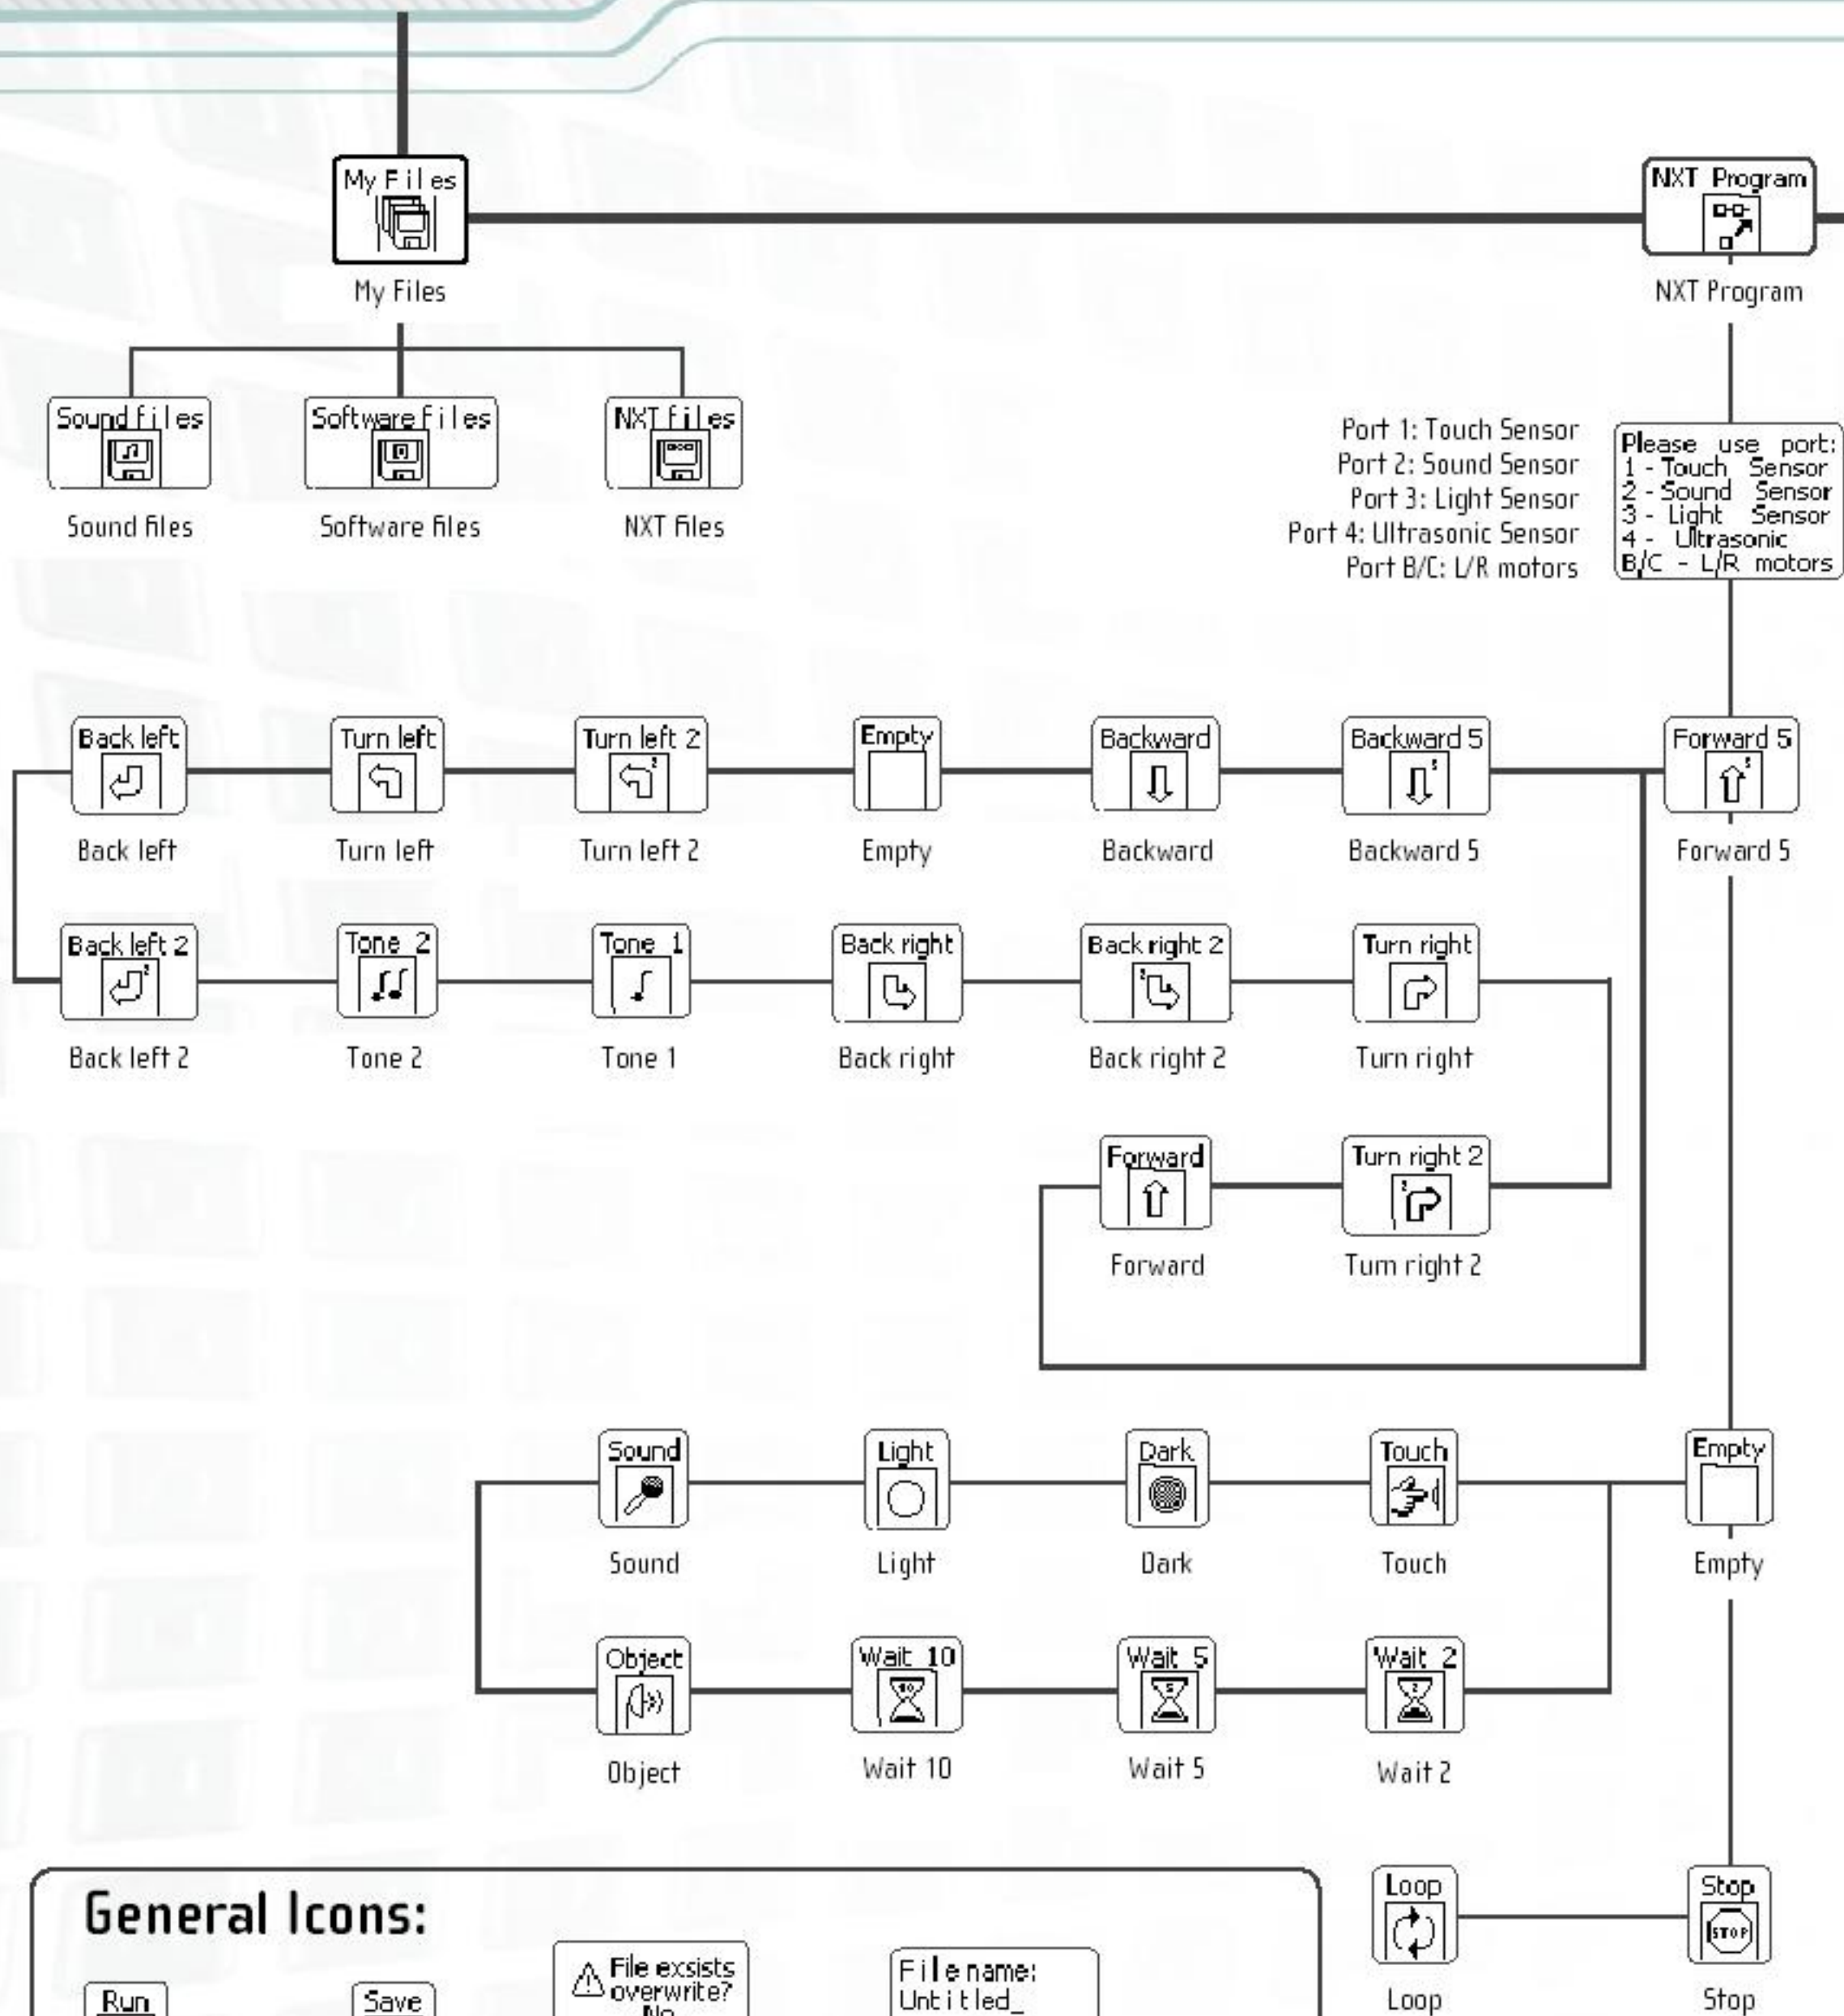 My Files
NXT Program
My Files
NXT Program
Sound files
Software files
NXT files
Sound files
Software files
NXT files
Port 1: Touch Sensor
Port 2: Sound Sensor
Port 3: Light Sensor
Port 4: Ultrasonic Sensor
Port B/C: L/R motors
Please use port:
1 - Touch Sensor
2 - Sound Sensor
3 - Light Sensor
4 - Ultrasonic
B/C - L/R motors
Back left
Turn left
Turn left 2
Empty
Backward
Backward 5
Forward 5
Back left
Turn left
Turn left 2
Empty
Backward
Backward 5
Forward 5
Back left 2
Tone 2
Tone 1
Back right
Back right 2
Turn right
Back left 2
Tone 2
Tone 1
Back right
Back right 2
Turn right
Forward
Turn right 2
Forward
Turn right 2
Sound
Light
Dark
Touch
Empty
Sound
Light
Dark
Touch
Empty
Object
Wait 10
Wait 5
Wait 2
Object
Wait 10
Wait 5
Wait 2
Loop
Stop
STOP
Loop
Stop
General Icons:
Run
Save
File exsists
overwrite?
No
File name:
Untitled_